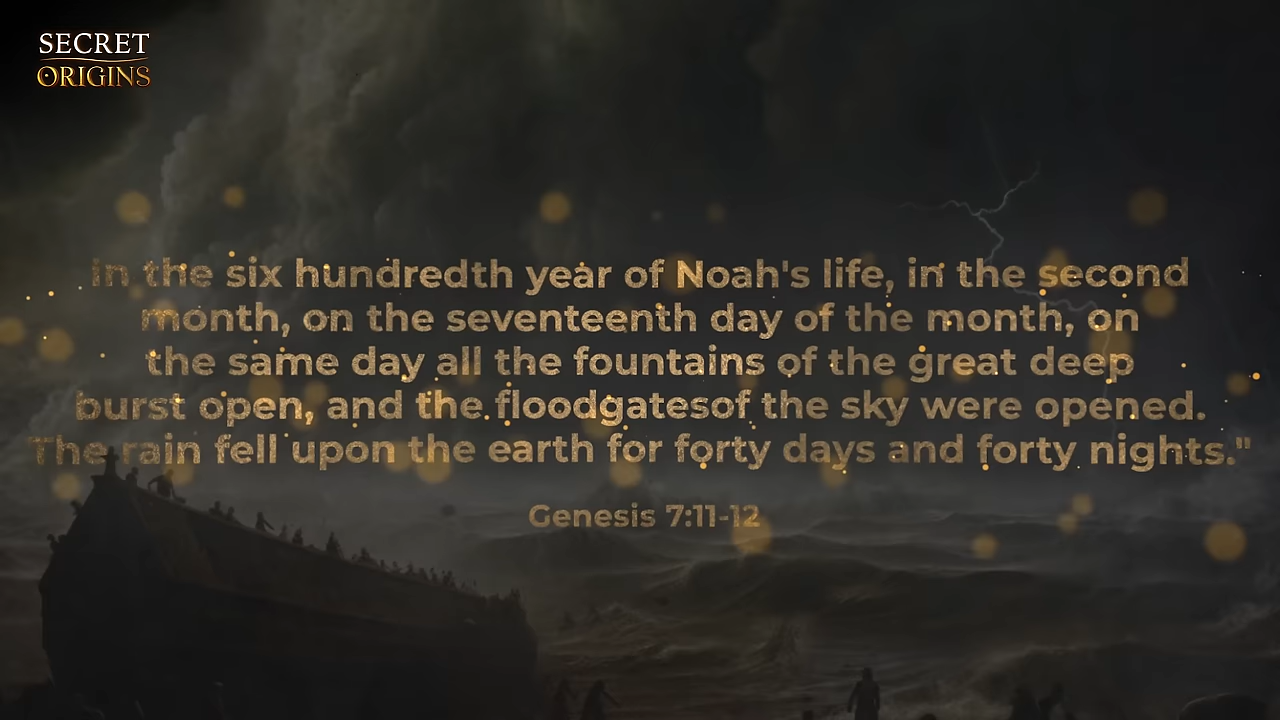 SECRET
ORIGINS
in the six hundredth year of Noah's life, in the second
month, on the seventeenth day of the month, on
the same day all the fountains of the great deep
burst open, and the floodgatesof the sky were opened.
The rain fell upon the earth for forty days and forty nights."
Genesis 7:11-12